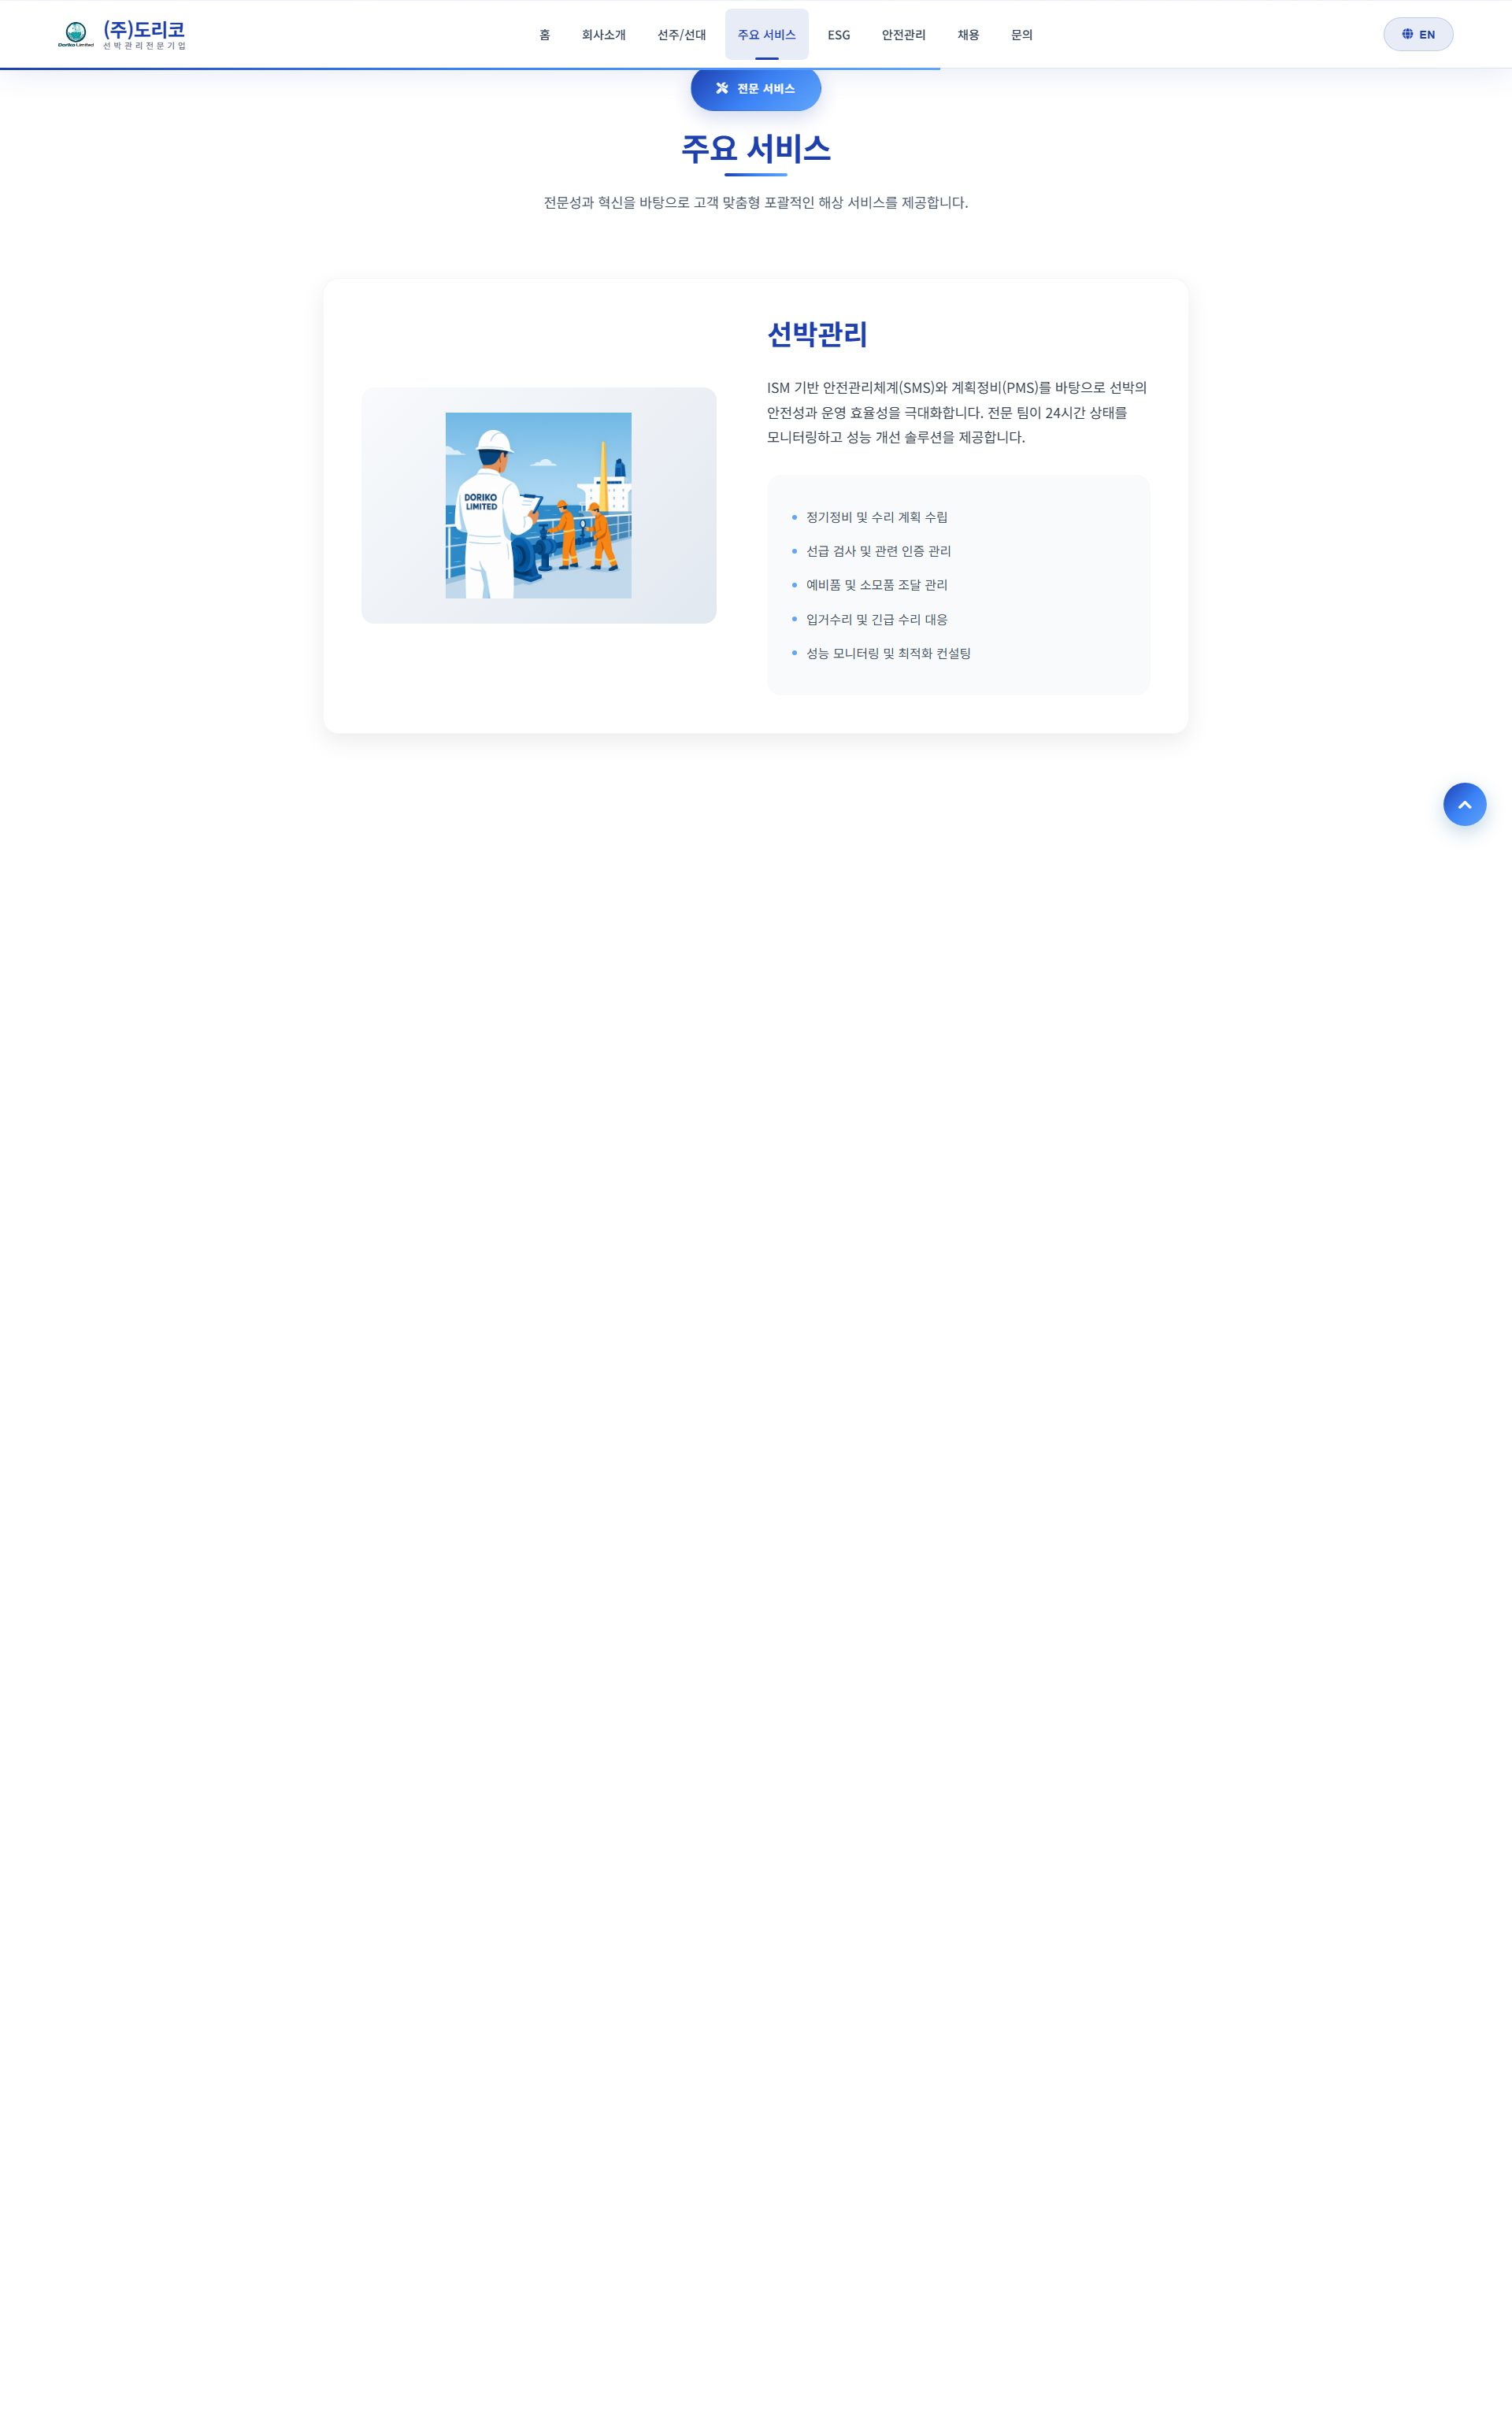 Doriko Limited
(주)도리코
선박관리전문기업
홈
회사소개
선주/선대
주요 서비스
ESG
안전관리
채용
문의
EN
전문 서비스
주요 서비스
전문성과 혁신을 바탕으로 고객 맞춤형 포괄적인 해상 서비스를 제공합니다.
DORIKO
LIMITED
선박관리
ISM 기반 안전관리체계(SMS)와 계획정비(PMS)를 바탕으로 선박의
안전성과 운영 효율성을 극대화합니다. 전문 팀이 24시간 상태를
모니터링하고 성능 개선 솔루션을 제공합니다.
정기정비 및 수리 계획 수립
선급 검사 및 관련 인증 관리
예비품 및 소모품 조달 관리
입거수리 및 긴급 수리 대응
성능 모니터링 및 최적화 컨설팅